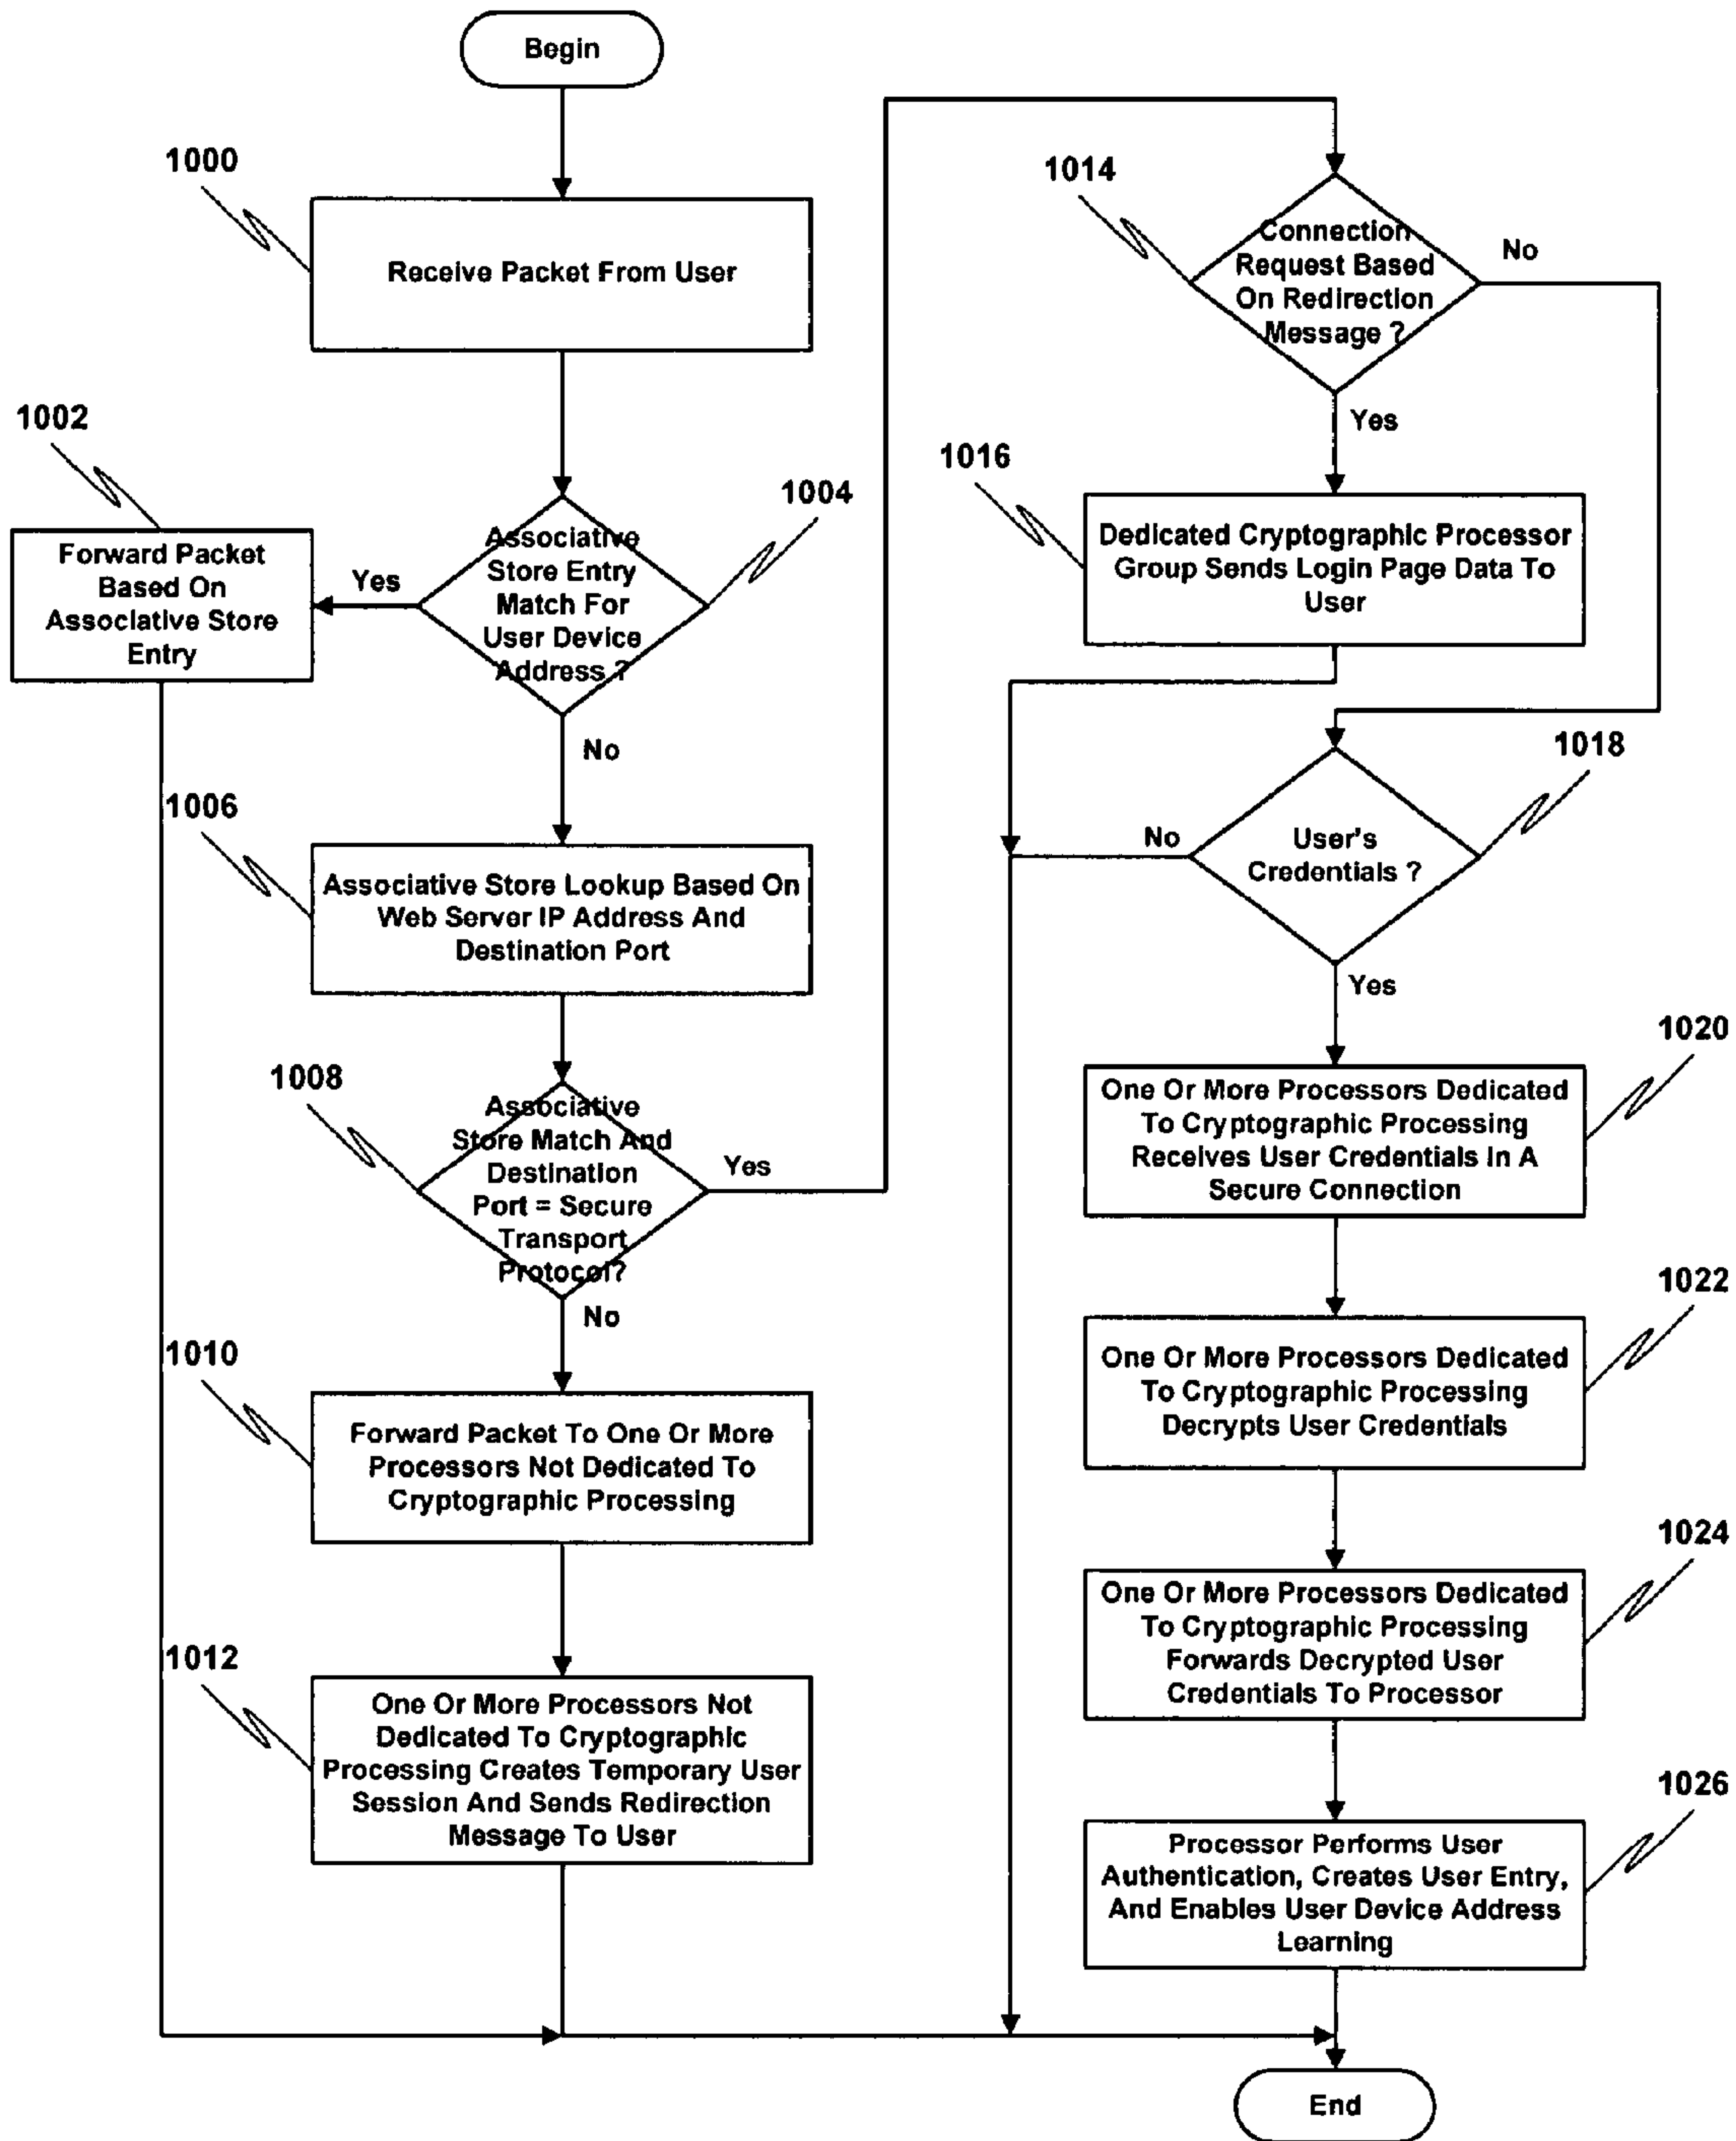 Begin
1000
Receive Packet From User
1002
Forward Packet
Based On
Associative Store
Entry
Yes
1004
Associative
Store Entry
Match For
User Device
Address ?
No
1006
Associative Store Lookup Based On
Web Server IP Address And
Destination Port
1008
Associative
Store Match And
Destination
Port = Secure
Transport
Protocol?
Yes
No
1010
Forward Packet To One Or More
Processors Not Dedicated To
Cryptographic Processing
1012
One Or More Processors Not
Dedicated To Cryptographic
Processing Creates Temporary User
Session And Sends Redirection
Message To User
1014
Connection
Request Based
On Redirection
Message ?
No
Yes
1016
Dedicated Cryptographic Processor
Group Sends Login Page Data To
User
1018
No
User's
Credentials ?
Yes
1020
One Or More Processors Dedicated
To Cryptographic Processing
Receives User Credentials In A
Secure Connection
1022
One Or More Processors Dedicated
To Cryptographic Processing
Decrypts User Credentials
1024
One Or More Processors Dedicated
To Cryptographic Processing
Forwards Decrypted User
Credentials To Processor
1026
Processor Performs User
Authentication, Creates User Entry,
And Enables User Device Address
Learning
End